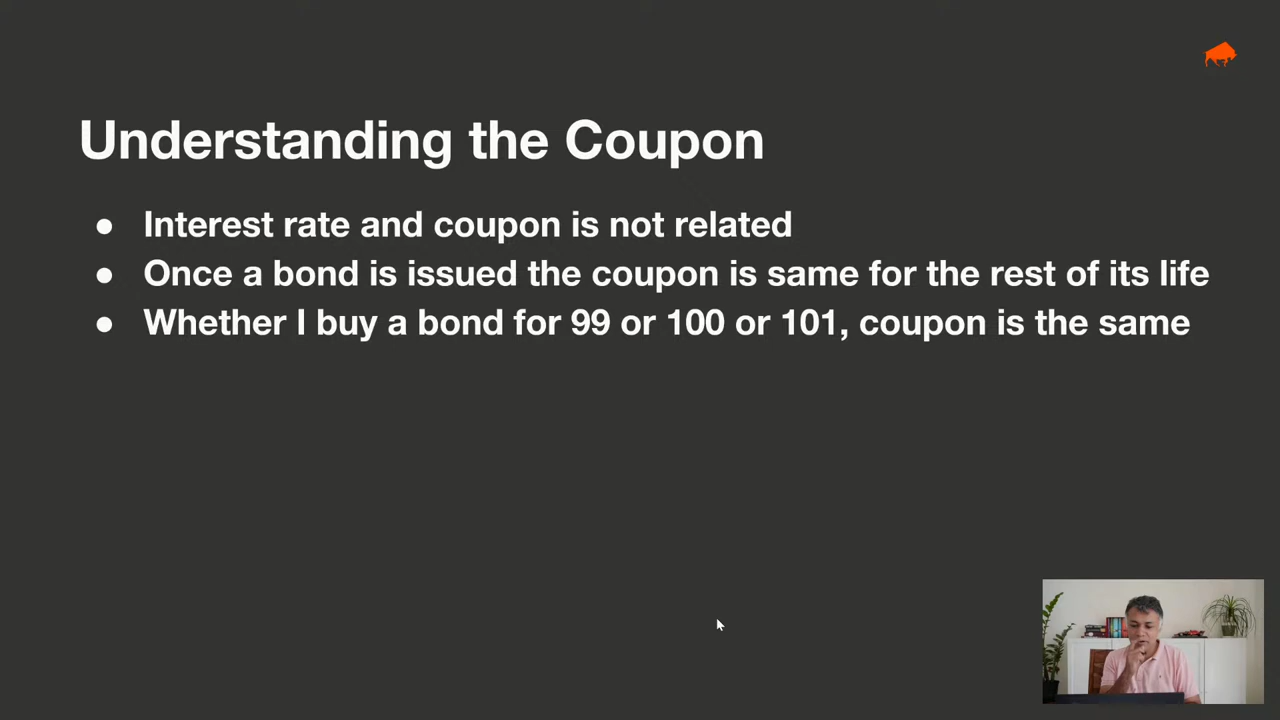 Understanding the Coupon
● Interest rate and coupon is not related
● Once a bond is issued the coupon is same for the rest of its life
● Whether I buy a bond for 99 or 100 or 101, coupon is the same